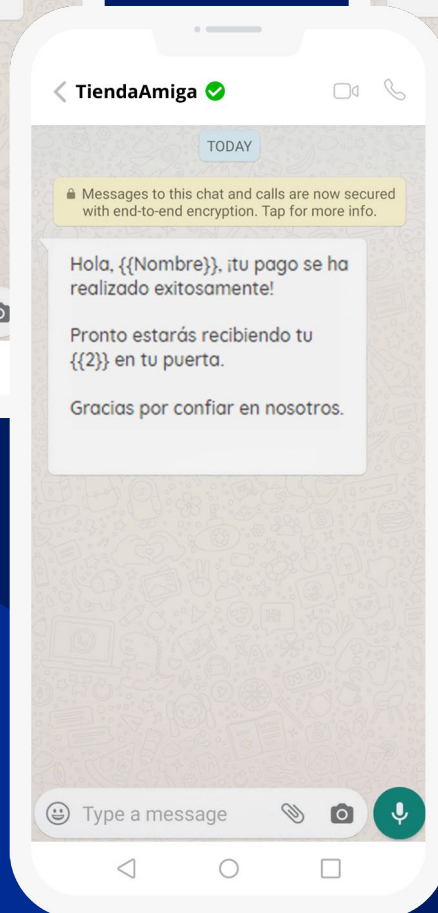 TiendaAmiga
TODAY
Messages to this chat and calls are now secured
with end-to-end encryption. Tap for more info.
Hola, {{Nombre}}, ¡tu pago se ha
realizado exitosamente!
Pronto estarás recibiendo tu
{{2}} en tu puerta.
Gracias por confiar en nosotros.
Type a message